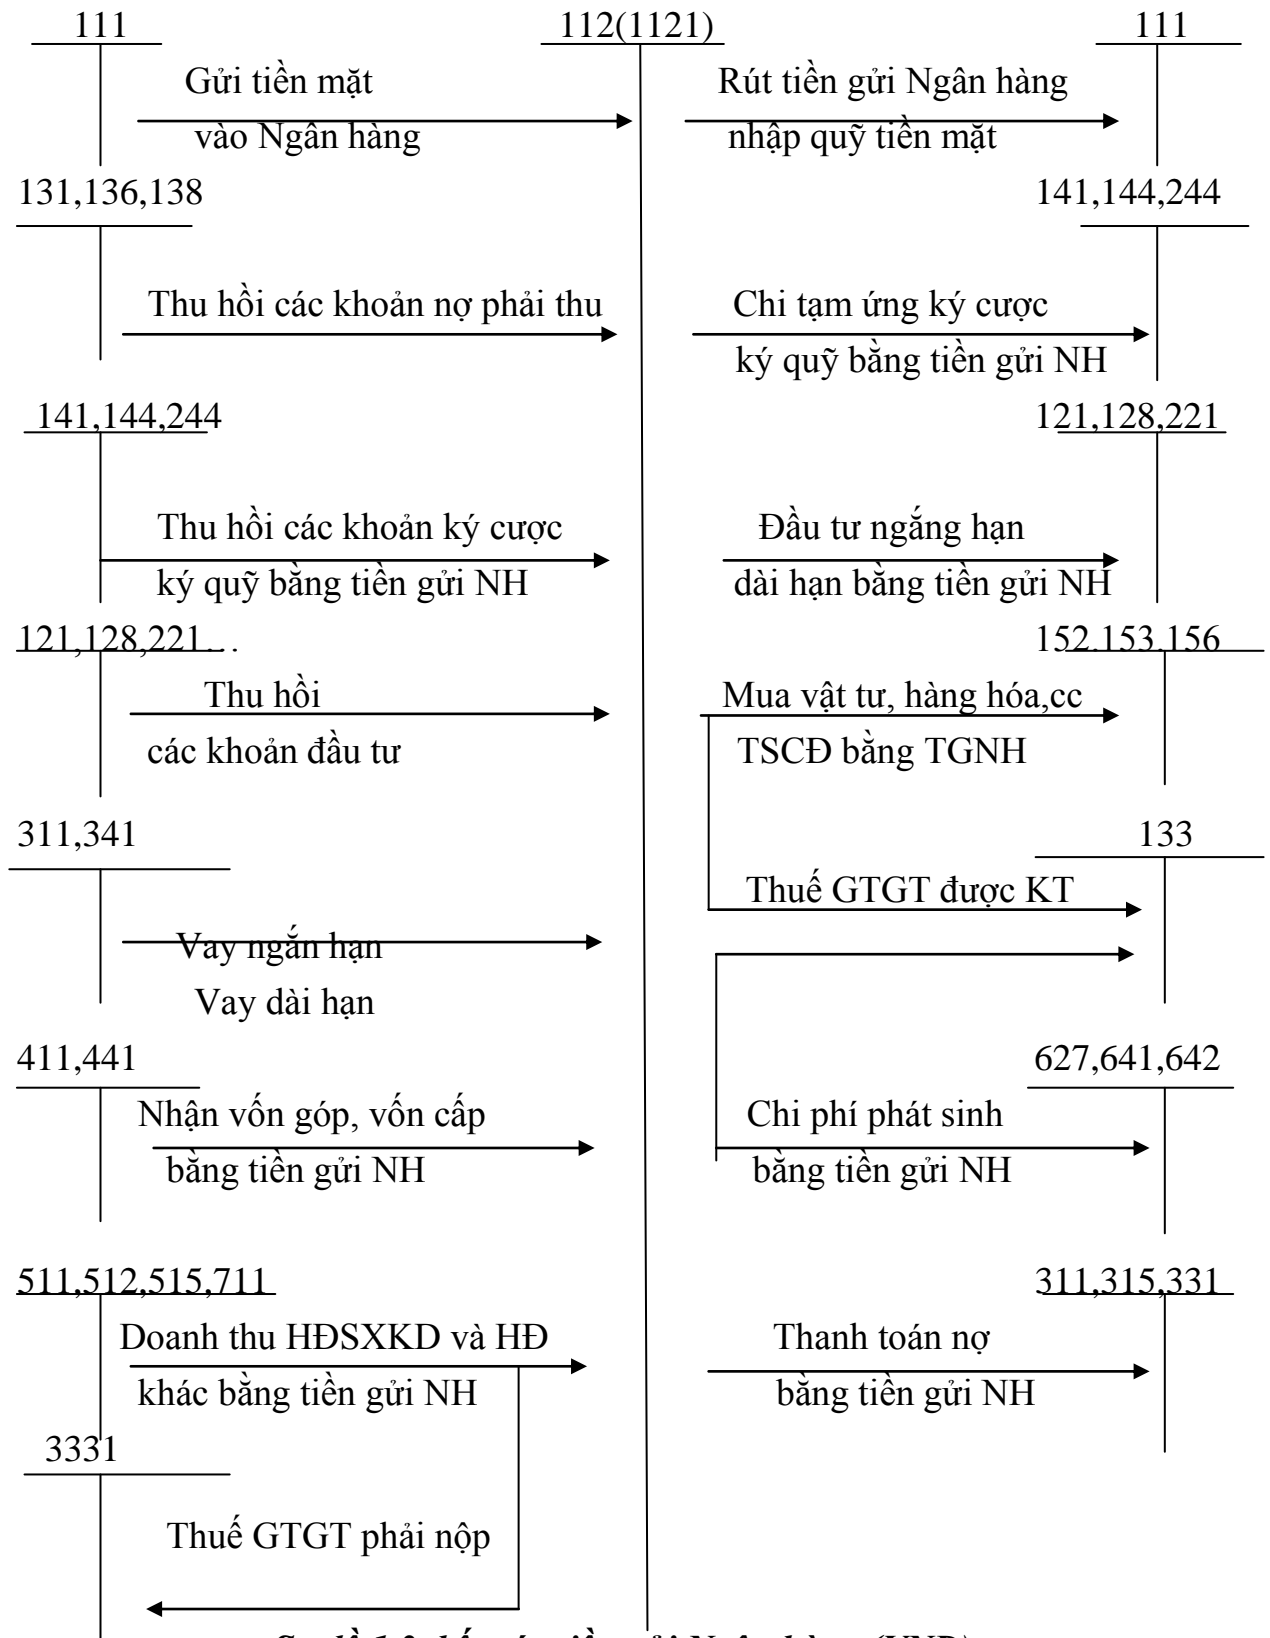 111 112(1121) 111
Gửi tiền mặt Rút tiền gửi Ngân hàng
vào Ngân hàng nhập quỹ tiền mặt
131,136,138 141,144,244
Thu hồi các khoản nợ phải thu Chi tạm ứng ký cược
ký quỹ bằng tiền gửi NH
141,144,244 121,128,221
Thu hồi các khoản ký cược Đầu tư ngắng hạn
ký quỹ bằng tiền gửi NH dài hạn bằng tiền gửi NH
121,128,221… 152,153,156
Thu hồi Mua vật tư, hàng hóa,cc
các khoản đầu tư TSCĐ bằng TGNH
311,341 133
Thuế GTGT được KT
Vay ngắn hạn
Vay dài hạn
411,441 627,641,642
Nhận vốn góp, vốn cấp Chi phí phát sinh
bằng tiền gửi NH bằng tiền gửi NH
511,512,515,711 311,315,331
Doanh thu HĐSXKD và HĐ Thanh toán nợ
khác bằng tiền gửi NH bằng tiền gửi NH
3331
Thuế GTGT phải nộp